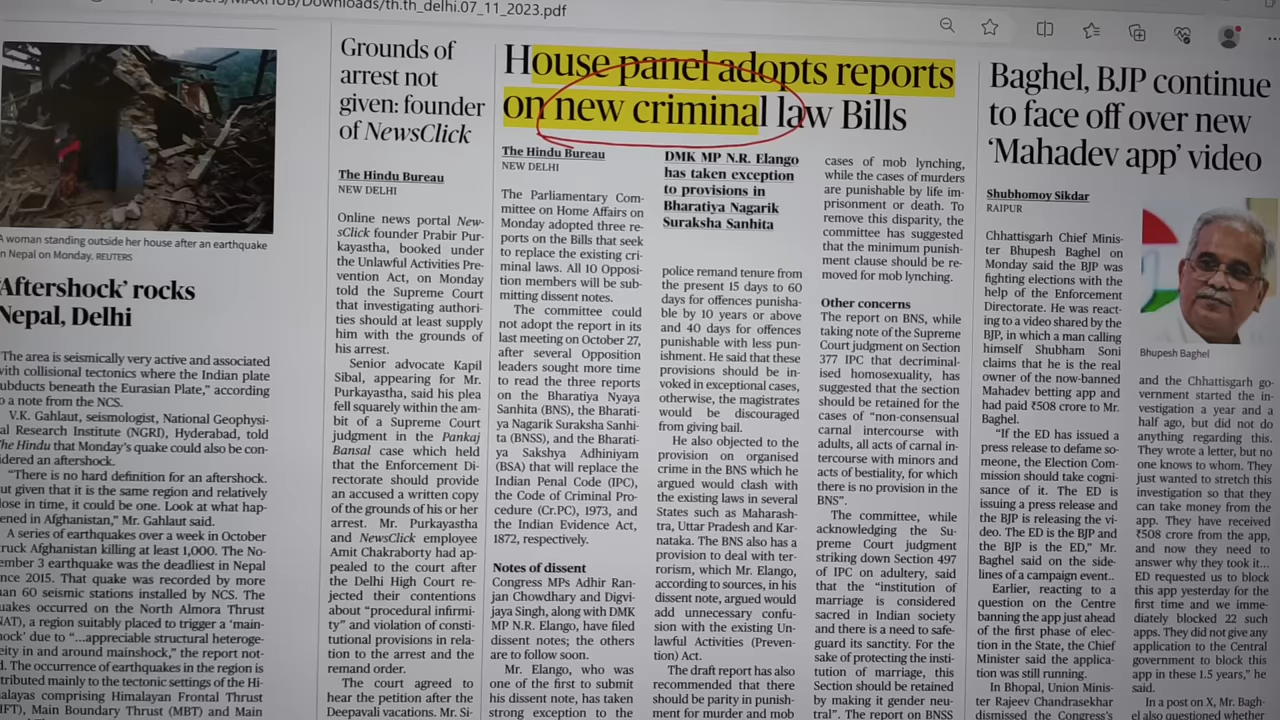 /Users/MAXHUB/Downloads/th.th_delhi.07_11_2023.pdf
A woman standing outside her house after an earthquake
in Nepal on Monday. REUTERS
'Aftershock' rocks
Nepal, Delhi
"The area is seismically very active and associated
with collisional tectonics where the Indian plate
subducts beneath the Eurasian Plate," according
to a note from the NCS.
V.K. Gahlaut, seismologist, National Geophysi-
cal Research Institute (NGRI), Hyderabad, told
The Hindu that Monday's quake could also be con-
sidered an aftershock.
"There is no hard definition for an aftershock.
But given that it is the same region and relatively
close in time, it could be one. Look at what hap-
pened in Afghanistan," Mr. Gahlaut said.
A series of earthquakes over a week in October
struck Afghanistan killing at least 1,000. The No-
vember 3 earthquake was the deadliest in Nepal
since 2015. That quake was recorded by more
than 60 seismic stations installed by NCS. The
quakes occurred on the North Almora Thrust
(NAT), a region suitably placed to trigger a 'main-
shock' due to "...appreciable structural heteroge-
neity in and around mainshock," the report not-
ed. The occurrence of earthquakes in the region is
attributed mainly to the tectonic settings of the Hi-
malayas comprising Himalayan Frontal Thrust
(HFT), Main Boundary Thrust (MBT) and Main
Grounds of
arrest not
given: founder
of NewsClick
The Hindu Bureau
NEW DELHI
Online news portal New-
sClick founder Prabir Pur-
kayastha, booked under
the Unlawful Activities Pre-
vention Act, on Monday
told the Supreme Court
that investigating authori-
ties should at least supply
him with the grounds of
his arrest.
Senior advocate Kapil
Sibal, appearing for Mr.
Purkayastha, said his plea
fell squarely within the am-
bit of a Supreme Court
judgment in the Pankaj
Bansal case which held
that the Enforcement Di-
rectorate should provide
an accused a written copy
of the grounds of his or her
arrest. Mr. Purkayastha
and NewsClick employee
Amit Chakraborty had ap-
pealed to the court after
the Delhi High Court re-
jected their contentions
about "procedural infirmi-
ty" and violation of consti-
tutional provisions in rela-
tion to the arrest and the
remand order.
The court agreed to
hear the petition after the
Deepavali vacations. Mr. Si-
House panel adopts reports
on new criminal law Bills
The Hindu Bureau
NEW DELHI
The Parliamentary Com-
mittee on Home Affairs on
Monday adopted three re-
ports on the Bills that seek
to replace the existing cri-
minal laws. All 10 Opposi-
tion members will be sub-
mitting dissent notes.
The committee could
not adopt the report in its
last meeting on October 27,
after several Opposition
leaders sought more time
to read the three reports
on the Bharatiya Nyaya
Sanhita (BNS), the Bharati-
ya Nagarik Suraksha Sanhi-
ta (BNSS), and the Bharati-
ya Sakshya Adhiniyam
(BSA) that will replace the
Indian Penal Code (IPC),
the Code of Criminal Pro-
cedure (Cr.PC), 1973, and
the Indian Evidence Act,
1872, respectively.
Notes of dissent
Congress MPs Adhir Ran-
jan Chowdhary and Digvi-
jaya Singh, along with DMK
MP N.R. Elango, have filed
dissent notes; the others
are to follow soon.
Mr. Elango, who was
one of the first to submit
his dissent note, has taken
strong exception to the
DMK MP N.R. Elango
has taken exception
to provisions in
Bharatiya Nagarik
Suraksha Sanhita
police remand tenure from
the present 15 days to 60
days for offences punisha-
ble by 10 years or above
and 40 days for offences
punishable with less pun-
ishment. He said that these
provisions should be in-
voked in exceptional cases,
otherwise, the magistrates
would be discouraged
from giving bail.
He also objected to the
provision on organised
crime in the BNS which he
argued would clash with
the existing laws in several
States such as Maharash-
tra, Uttar Pradesh and Kar-
nataka. The BNS also has a
provision to deal with ter-
rorism, which Mr. Elango,
according to sources, in his
dissent note, argued would
add unnecessary confu-
sion with the existing Un-
lawful Activities (Preven-
tion) Act.
The draft report has also
recommended that there
should be parity in punish-
ment for murder and mob
cases of mob lynching,
while the cases of murders
are punishable by life im-
prisonment or death. To
remove this disparity, the
committee has suggested
that the minimum punish-
ment clause should be re-
moved for mob lynching.
Other concerns
The report on BNS, while
taking note of the Supreme
Court judgment on Section
377 IPC that decriminal-
ised homosexuality, has
suggested that the section
should be retained for the
cases of "non-consensual
carnal intercourse with
adults, all acts of carnal in-
tercourse with minors and
acts of bestiality, for which
there is no provision in the
BNS".
The committee, while
acknowledging the Su-
preme Court judgment
striking down Section 497
of IPC on adultery, said
that the "institution of
marriage is considered
sacred in Indian society
and there is a need to safe-
guard its sanctity. For the
sake of protecting the insti-
tution of marriage, this
Section should be retained
by making it gender neu-
tral". The report on BNSS
Baghel, BJP continue
to face off over new
'Mahadev app' video
Shubhomoy Sikdar
RAIPUR
Chhattisgarh Chief Minis-
ter Bhupesh Baghel on
Monday said the BJP was
fighting elections with the
help of the Enforcement
Directorate. He was react-
ing to a video shared by the
BJP, in which a man calling
himself Shubham Soni
claims that he is the real
owner of the now-banned
Mahadev betting app and
had paid ₹508 crore to Mr.
Baghel.
"If the ED has issued a
press release to defame so-
meone, the Election Com-
mission should take cogni-
sance of it. The ED is
issuing a press release and
the BJP is releasing the vi-
deo. The ED is the BJP and
the BJP is the ED," Mr.
Baghel said on the side-
lines of a campaign event..
Earlier, reacting to a
question on the Centre
banning the app just ahead
of the first phase of elec-
tion in the State, the Chief
Minister said the applica-
tion was still running.
In Bhopal, Union Minis-
ter Rajeev Chandrasekhar
dismissed the Congress's
Bhupesh Baghel
and the Chhattisgarh go-
vernment started the in-
vestigation a year and a
half ago, but did not do
anything regarding this.
They wrote a letter, but no
one knows to whom. They
just wanted to stretch this
investigation so that they
can take money from the
app. They have received
₹508 crore from the app,
and now they need to
answer why they took it...
ED requested us to block
this app yesterday for the
first time and we imme-
diately blocked 22 such
apps. They did not give any
application to the Central
government to block this
app in these 1.5 years," he
said.
In a post on X, Mr. Bagh-
el also questioned whether